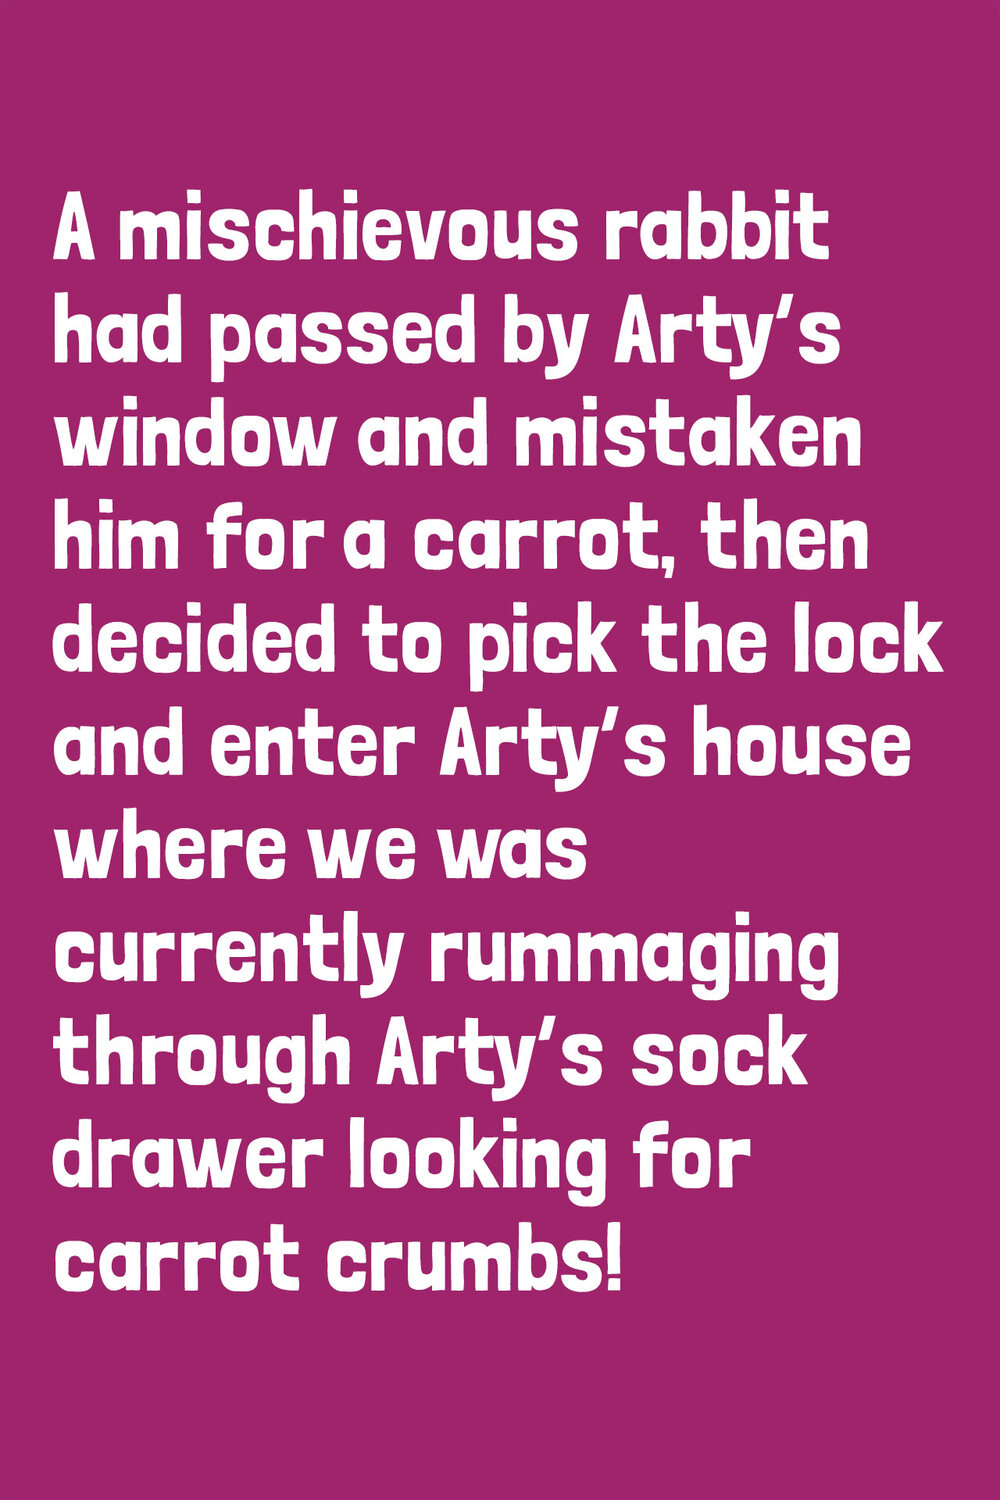 A mischievous rabbit
had passed by Arty's
window and mistaken
him for a carrot, then
decided to pick the lock
and enter Arty's house
where we was
currently rummaging
through Arty's sock
drawer looking for
carrot crumbs!